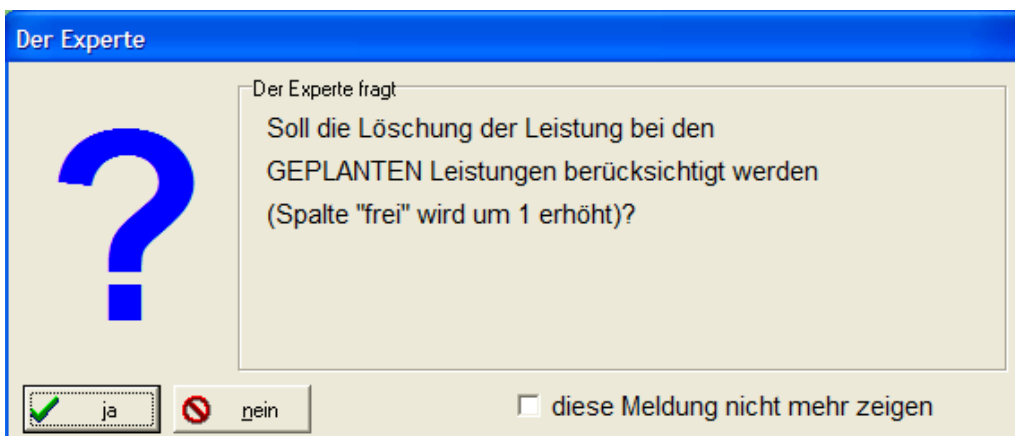 Der Experte
Der Experte fragt
Soll die Löschung der Leistung bei den
GEPLANTEN Leistungen berücksichtigt werden
(Spalte "frei" wird um 1 erhöht)?
ja
nein
diese Meldung nicht mehr zeigen